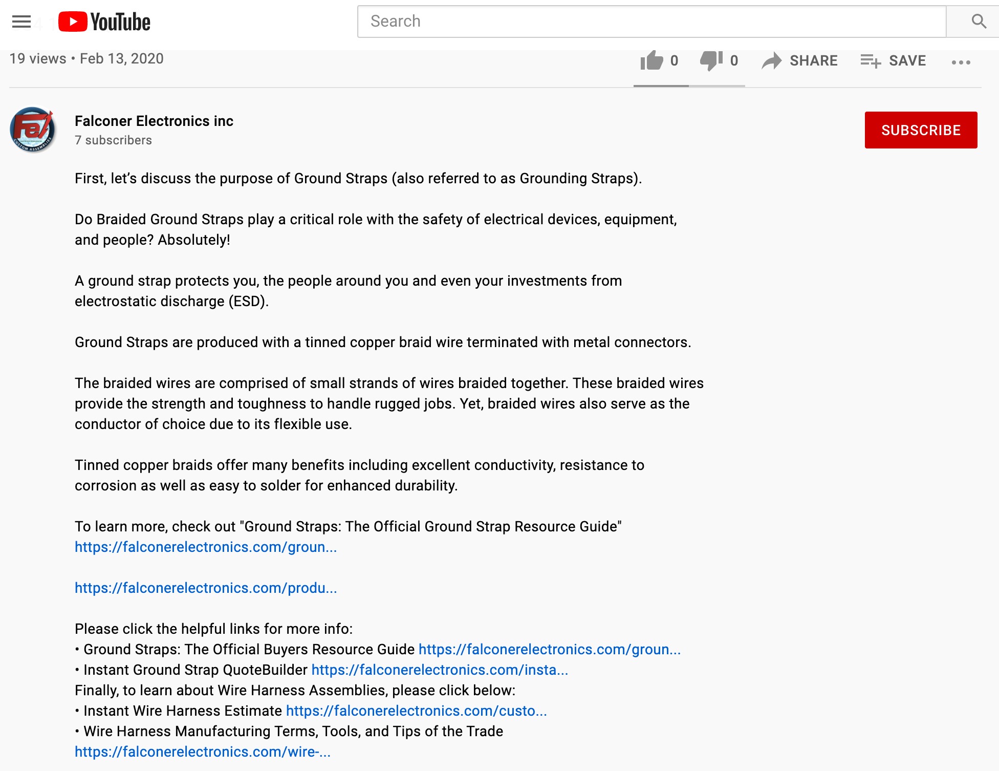 YouTube
Search
19 views • Feb 13, 2020
0 0 SHARE SAVE
Fei
CUSTOM ASSEMBLIES
Falconer Electronics inc
7 subscribers
SUBSCRIBE
First, let’s discuss the purpose of Ground Straps (also referred to as Grounding Straps).
Do Braided Ground Straps play a critical role with the safety of electrical devices, equipment,
and people? Absolutely!
A ground strap protects you, the people around you and even your investments from
electrostatic discharge (ESD).
Ground Straps are produced with a tinned copper braid wire terminated with metal connectors.
The braided wires are comprised of small strands of wires braided together. These braided wires
provide the strength and toughness to handle rugged jobs. Yet, braided wires also serve as the
conductor of choice due to its flexible use.
Tinned copper braids offer many benefits including excellent conductivity, resistance to
corrosion as well as easy to solder for enhanced durability.
To learn more, check out "Ground Straps: The Official Ground Strap Resource Guide"
https://falconerelectronics.com/groun...
https://falconerelectronics.com/produ...
Please click the helpful links for more info:
• Ground Straps: The Official Buyers Resource Guide https://falconerelectronics.com/groun...
• Instant Ground Strap QuoteBuilder https://falconerelectronics.com/insta...
Finally, to learn about Wire Harness Assemblies, please click below:
• Instant Wire Harness Estimate https://falconerelectronics.com/custo...
• Wire Harness Manufacturing Terms, Tools, and Tips of the Trade
https://falconerelectronics.com/wire-...